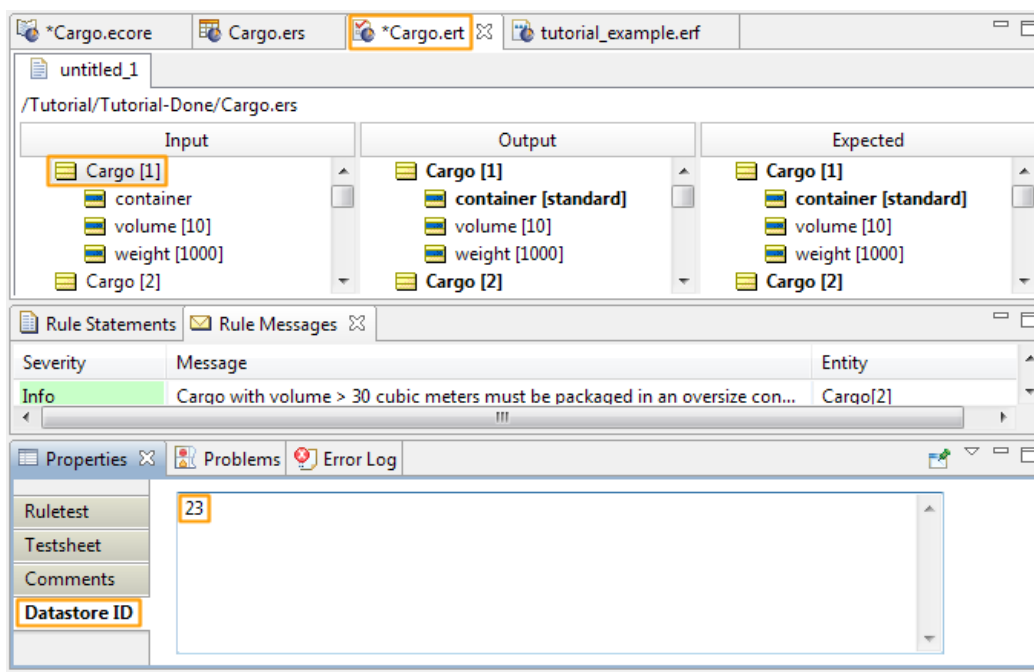 *Cargo.ecore Cargo.ers *Cargo.ert tutorial_example.erf
untitled_1
/Tutorial/Tutorial-Done/Cargo.ers
Input Output Expected
Cargo [1] Cargo [1] Cargo [1]
container container [standard] container [standard]
volume [10] volume [10] volume [10]
weight [1000] weight [1000] weight [1000]
Cargo [2] Cargo [2] Cargo [2]
Rule Statements Rule Messages
Severity Message Entity
Info Cargo with volume > 30 cubic meters must be packaged in an oversize con... Cargo[2]
Properties Problems Error Log
Ruletest 23
Testsheet
Comments
Datastore ID